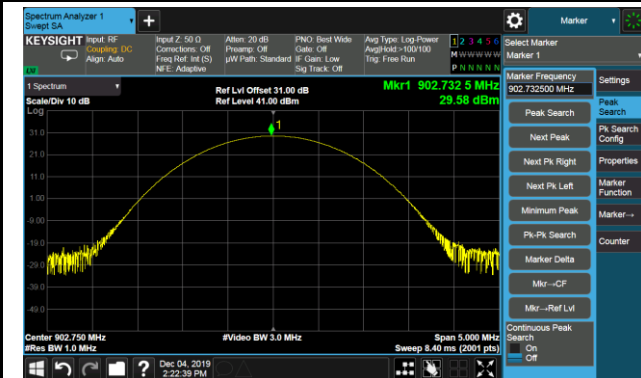 Spectrum Analyzer 1
Swept SA
+
Marker
KEYSIGHT
Input: RF
Coupling: DC
Align: Auto
Input Z: 50 Ω
Corrections: Off
Freq Ref: Int (S)
NFE: Adaptive
Atten: 20 dB
Preamp: Off
µW Path: Standard
PNO: Best Wide
Gate: Off
IF Gain: Low
Sig Track: Off
Avg Type: Log-Power
Avg|Hold:>100/100
Trig: Free Run
1 2 3 4 5 6
M W W W W W
P N N N N N
LV
Select Marker
Marker 1
1 Spectrum
Scale/Div 10 dB
Ref Lvl Offset 31.00 dB
Ref Level 41.00 dBm
Mkr1 902.732 5 MHz
29.58 dBm
Log
31.0
21.0
11.0
1.00
-9.00
-19.0
-29.0
-39.0
-49.0
1
Center 902.750 MHz
#Res BW 1.0 MHz
#Video BW 3.0 MHz
Span 5.000 MHz
Sweep 8.40 ms (2001 pts)
Marker Frequency
902.732500 MHz
Peak Search
Next Peak
Next Pk Right
Next Pk Left
Minimum Peak
Pk-Pk Search
Marker Delta
Mkr→CF
Mkr→Ref Lvl
Continuous Peak
Search
On
Off
Settings
Peak
Search
Pk Search
Config
Properties
Marker
Function
Marker→
Counter
?
Dec 04, 2019
2:22:39 PM